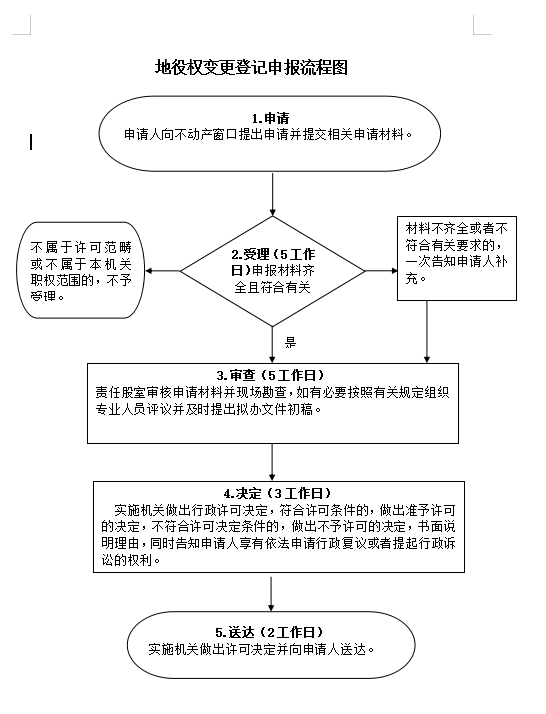 地役权变更登记申报流程图
1.申请
申请人向不动产窗口提出申请并提交相关申请材料。
不属于许可范畴
或不属于本机关
职权范围的，不予
受理。
2.受理（5工作
日）申报材料齐
全且符合有关
材料不齐全或者不
符合有关要求的，
一次告知申请人补
充。
是
3.审查（5工作日）
责任股室审核申请材料并现场勘查，如有必要按照有关规定组织
专业人员评议并及时提出拟办文件初稿。
4.决定（3工作日）
实施机关做出行政许可决定，符合许可条件的，做出准予许可
的决定，不符合许可决定条件的，做出不予许可的决定，书面说
明理由，同时告知申请人享有依法申请行政复议或者提起行政诉
讼的权利。
5.送达（2工作日）
实施机关做出许可决定并向申请人送达。